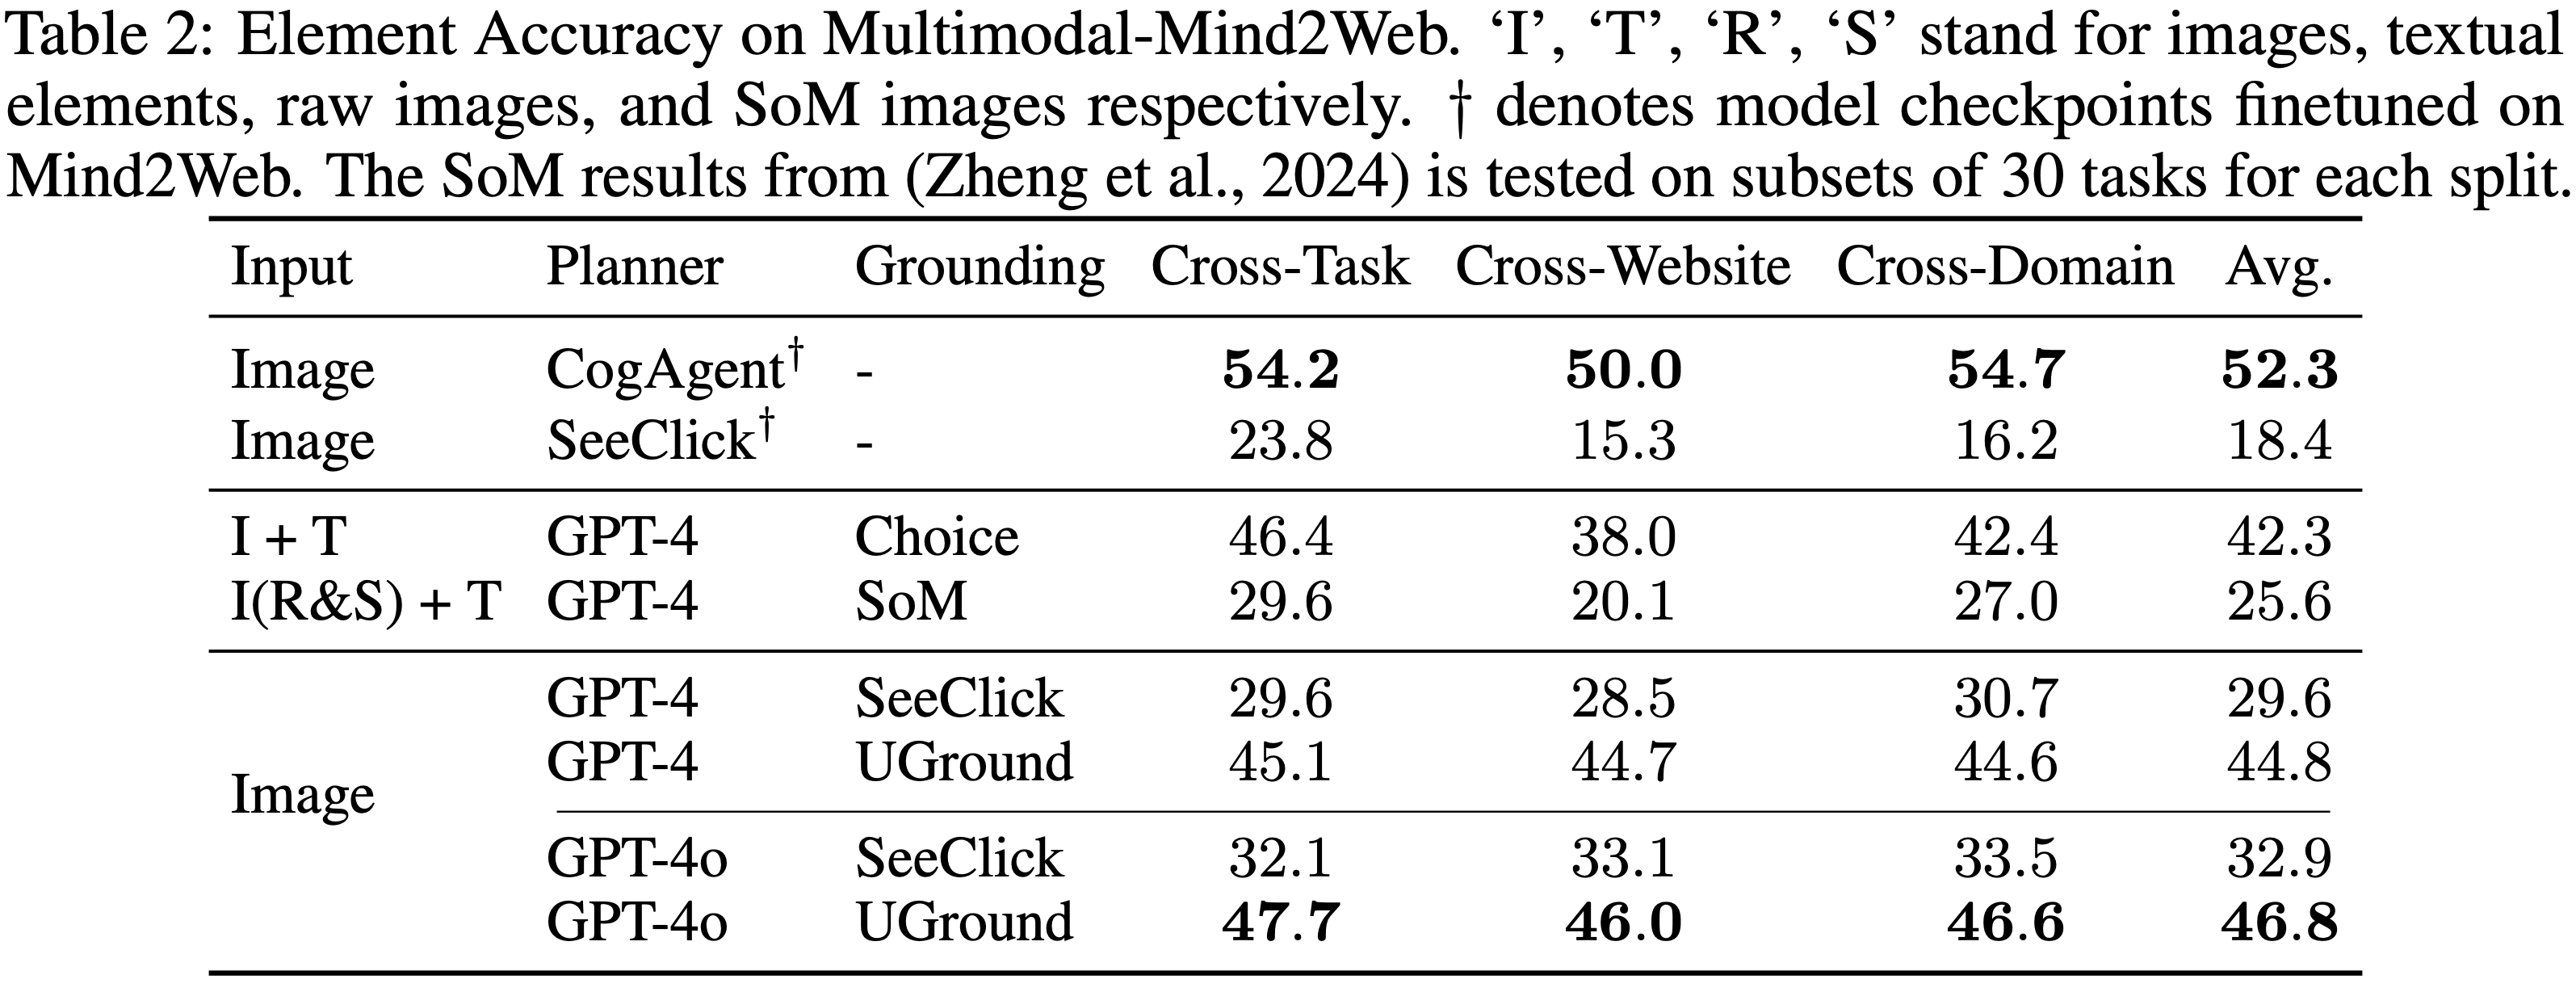 Table 2: Element Accuracy on Multimodal-Mind2Web. ‘I’, ‘T’, ‘R’, ‘S’ stand for images, textual
elements, raw images, and SoM images respectively. † denotes model checkpoints finetuned on
Mind2Web. The SoM results from (Zheng et al., 2024) is tested on subsets of 30 tasks for each split.
Input Planner Grounding Cross-Task Cross-Website Cross-Domain Avg.
Image CogAgent† - 54.2 50.0 54.7 52.3
Image SeeClick† - 23.8 15.3 16.2 18.4
I + T GPT-4 Choice 46.4 38.0 42.4 42.3
I(R&S) + T GPT-4 SoM 29.6 20.1 27.0 25.6
GPT-4 SeeClick 29.6 28.5 30.7 29.6
GPT-4 UGround 45.1 44.7 44.6 44.8
Image
GPT-4o SeeClick 32.1 33.1 33.5 32.9
GPT-4o UGround 47.7 46.0 46.6 46.8